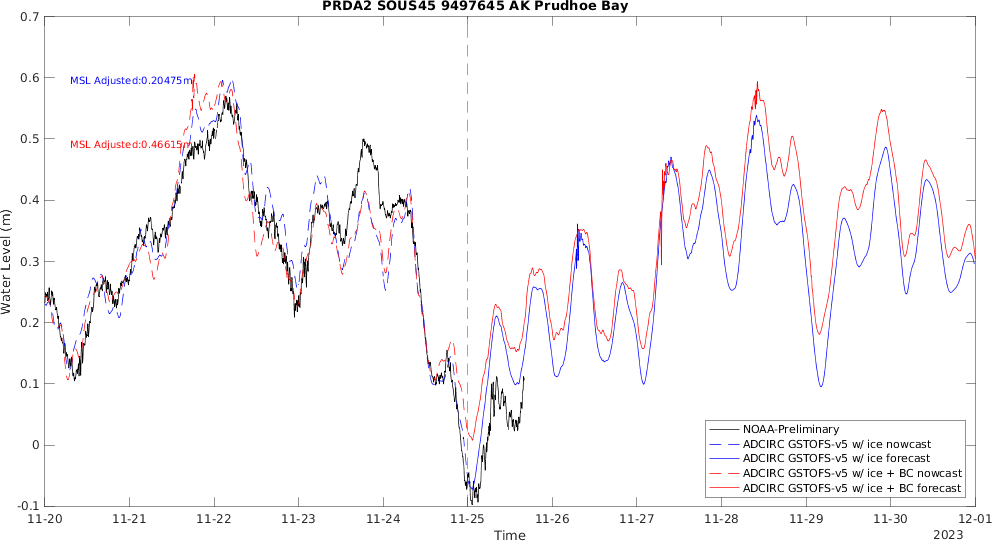 PRDA2 SOUS45 9497645 AK Prudhoe Bay
0.7
0.6
0.5
0.4
0.3
0.2
0.1
0
-0.1
Water Level (m)
MSL Adjusted:0.20475m
MSL Adjusted:0.46615m
NOAA-Preliminary
ADCIRC GSTOFS-v5 w/ ice nowcast
ADCIRC GSTOFS-v5 w/ ice forecast
ADCIRC GSTOFS-v5 w/ ice + BC nowcast
ADCIRC GSTOFS-v5 w/ ice + BC forecast
11-20 11-21 11-22 11-23 11-24 11-25 11-26 11-27 11-28 11-29 11-30 12-01
Time
2023